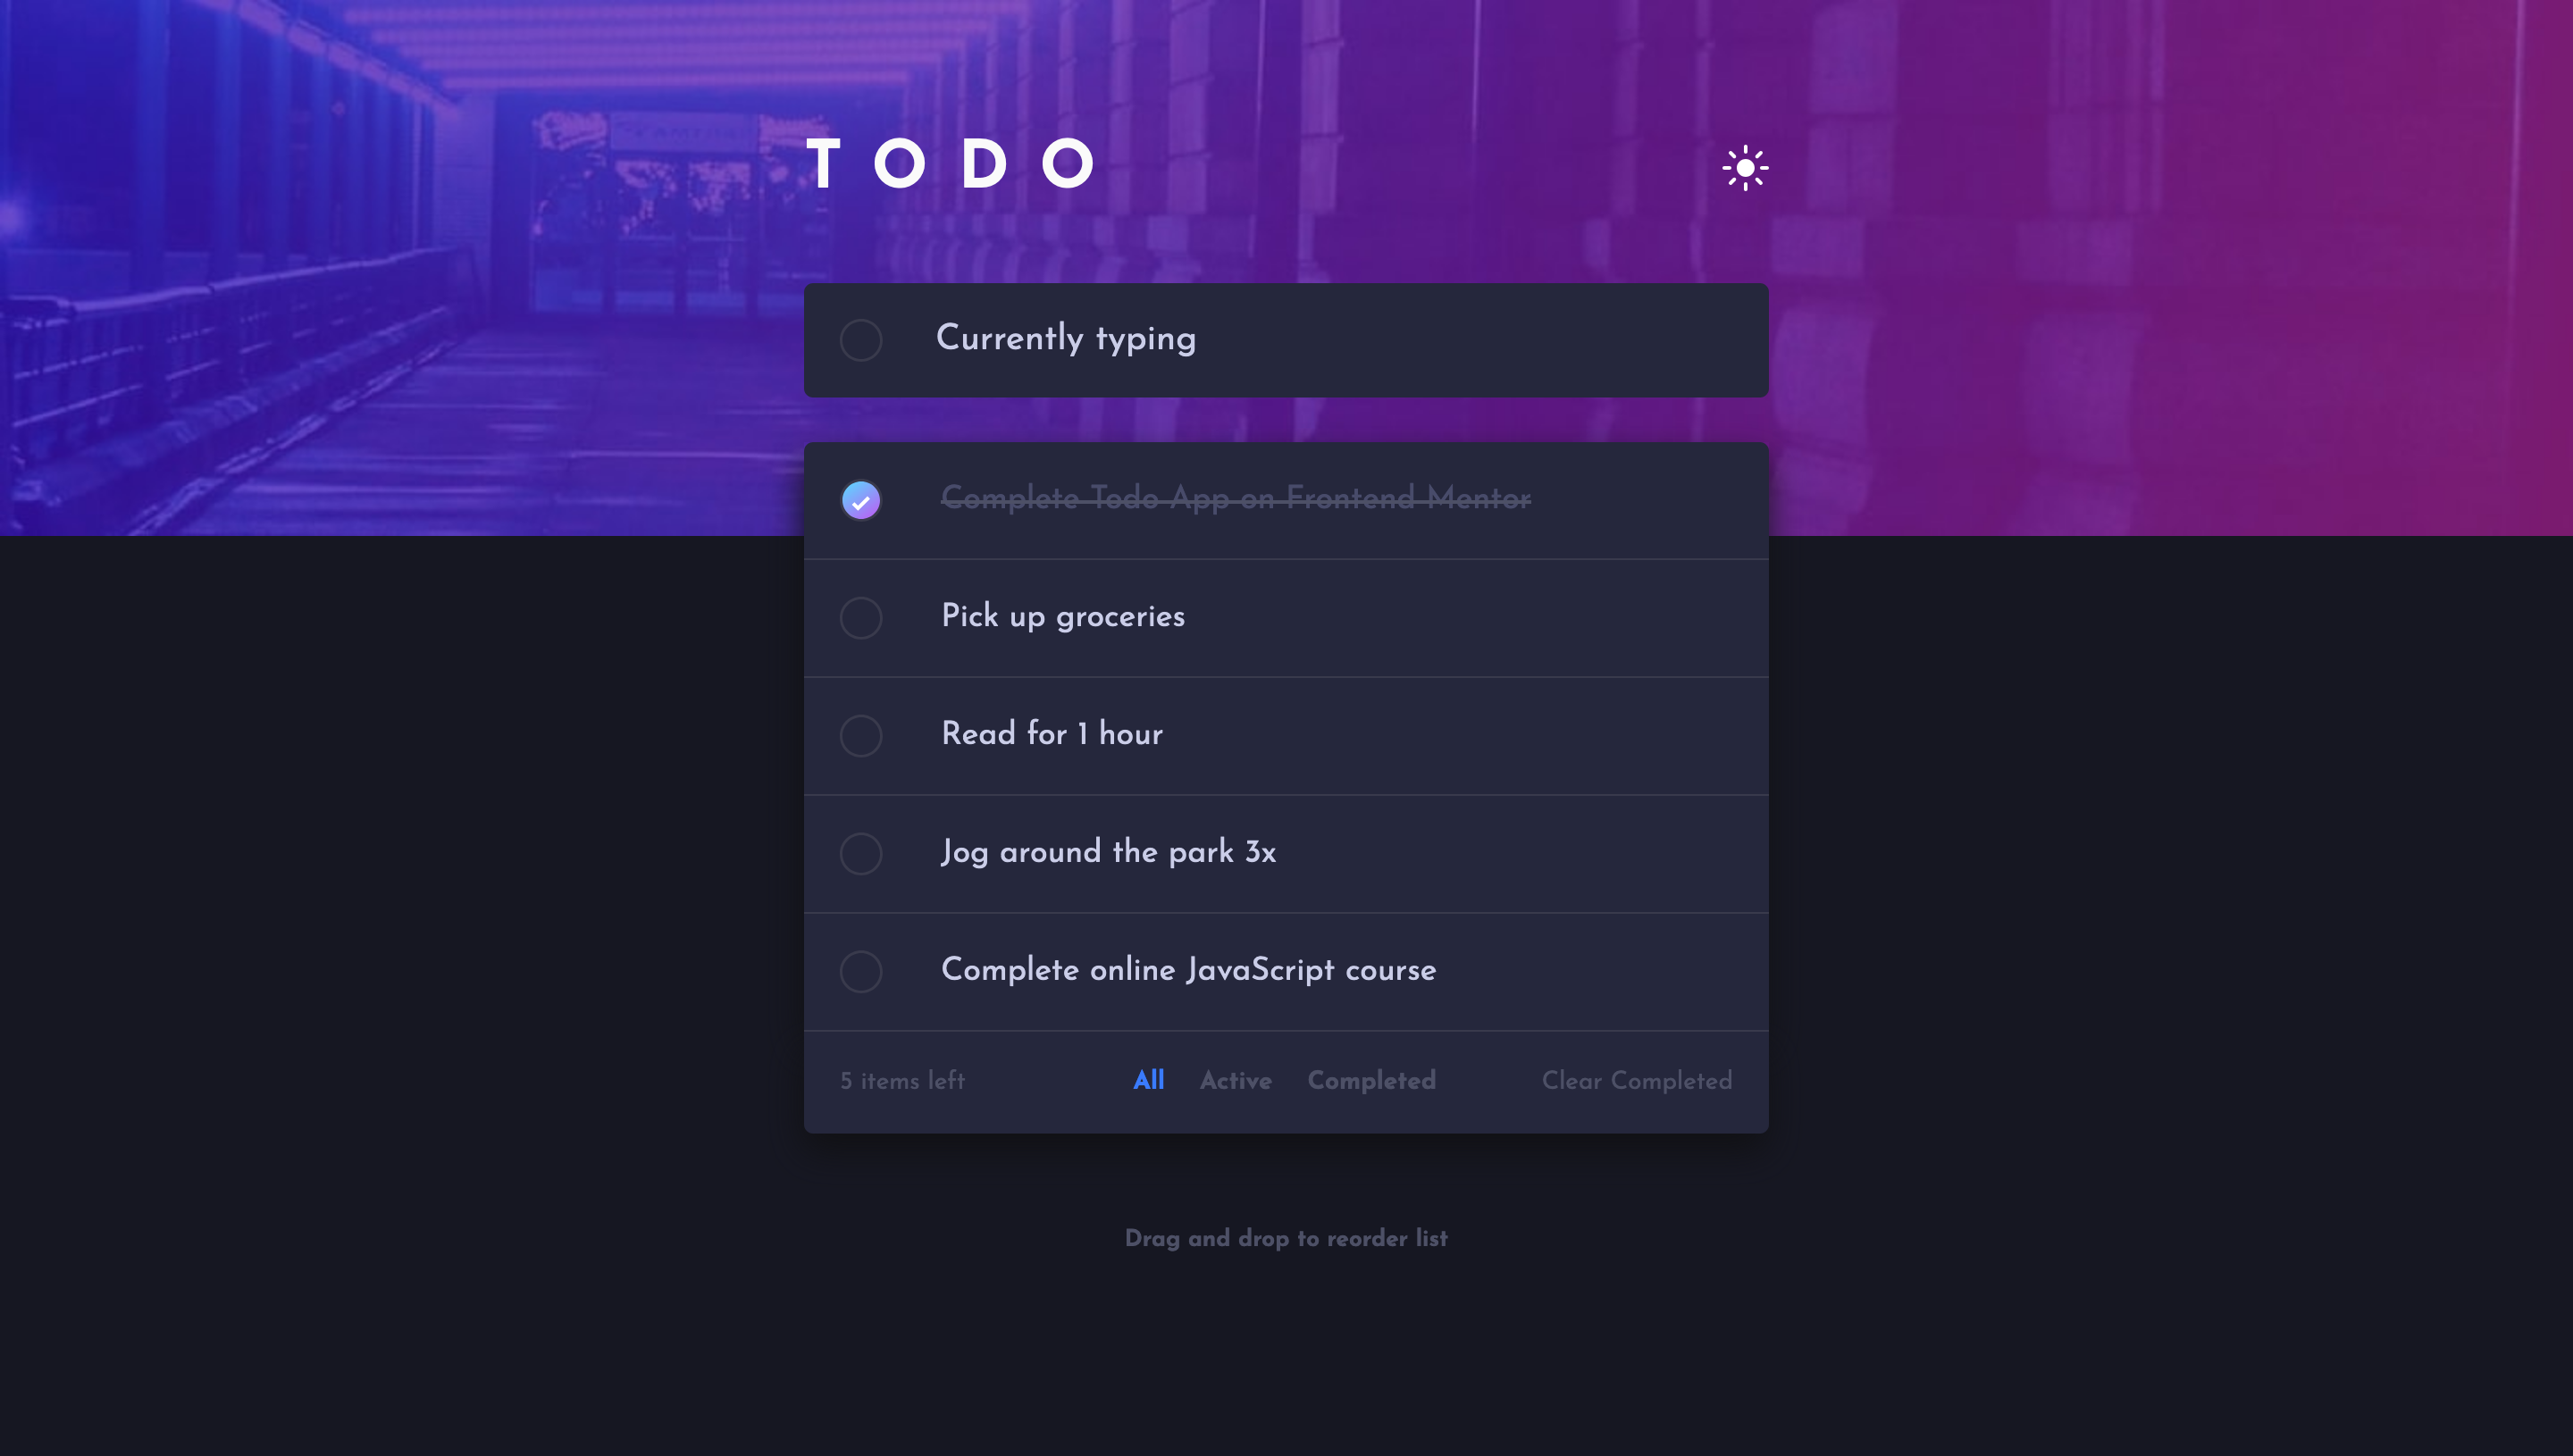 TODO
Currently typing
Complete Todo App on Frontend Mentor
Pick up groceries
Read for 1 hour
Jog around the park 3x
Complete online JavaScript course
5 items left All Active Completed Clear Completed
Drag and drop to reorder list